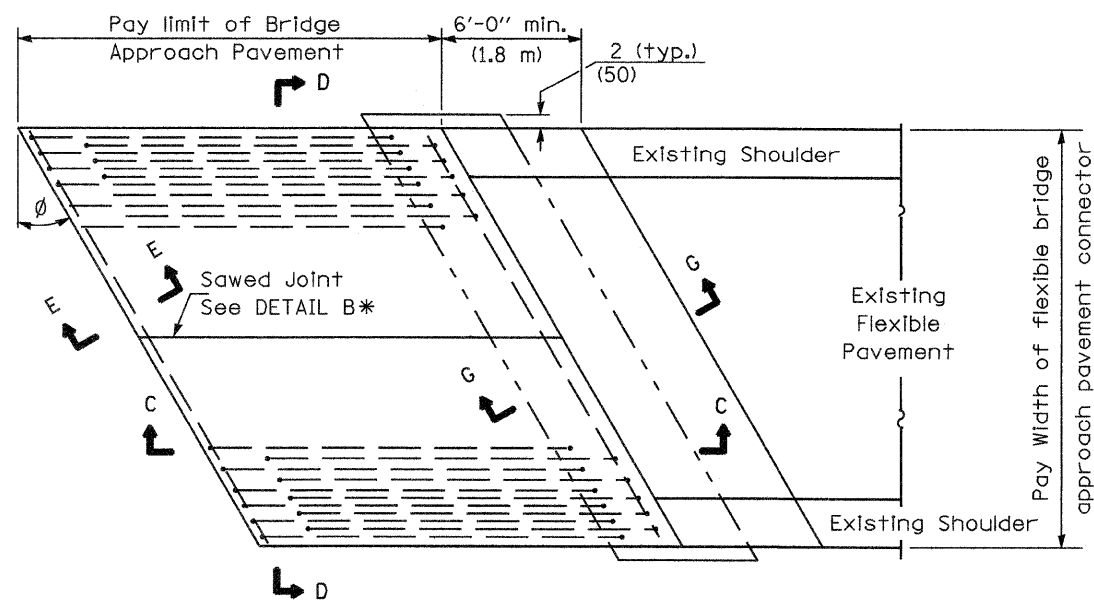 Pay limit of Bridge
Approach Pavement
6'-0" min.
(1.8 m)
2 (typ.)
(50)
D
Existing Shoulder
Ø
E
E
Sawed Joint
See DETAIL B*
G
G
Existing
Flexible
Pavement
C
C
Existing Shoulder
D
Pay Width of flexible bridge
approach pavement connector